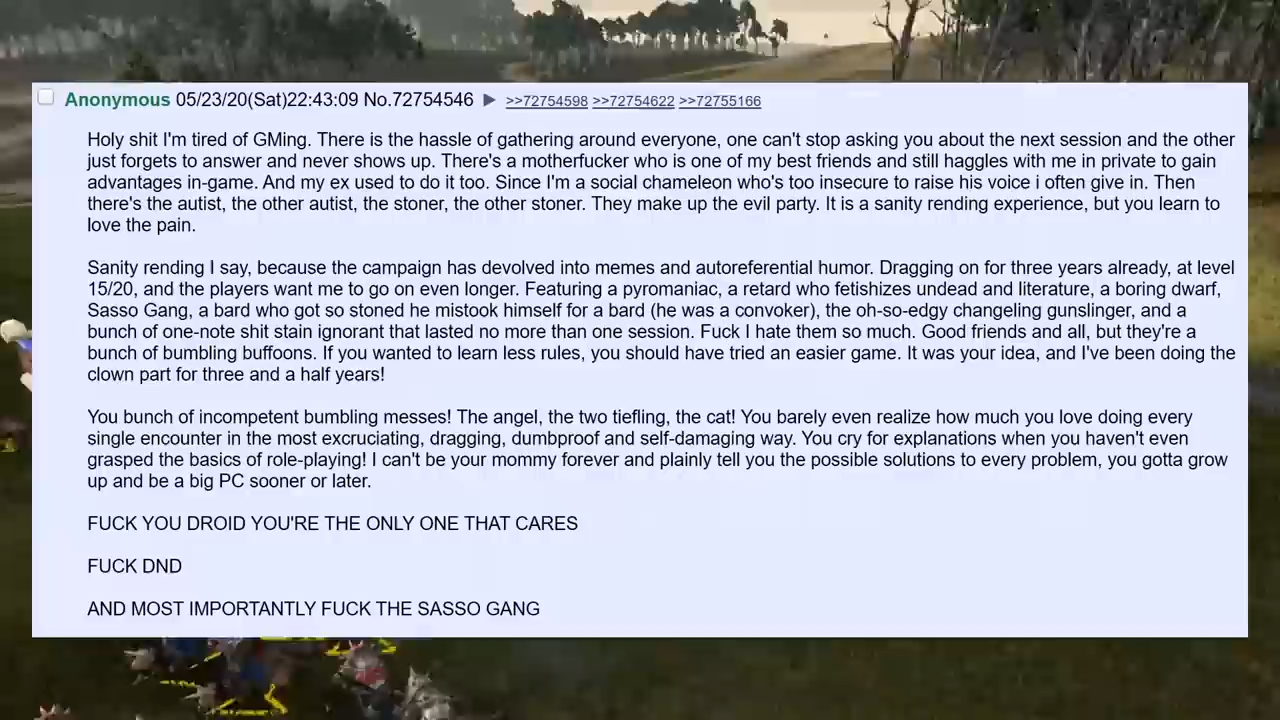 Anonymous 05/23/20(Sat)22:43:09 No.72754546 ▶ >>72754598 >>72754622 >>72755166
Holy shit I'm tired of GMing. There is the hassle of gathering around everyone, one can't stop asking you about the next session and the other
just forgets to answer and never shows up. There's a motherfucker who is one of my best friends and still haggles with me in private to gain
advantages in-game. And my ex used to do it too. Since I'm a social chameleon who's too insecure to raise his voice i often give in. Then
there's the autist, the other autist, the stoner, the other stoner. They make up the evil party. It is a sanity rending experience, but you learn to
love the pain.
Sanity rending I say, because the campaign has devolved into memes and autoreferential humor. Dragging on for three years already, at level
15/20, and the players want me to go on even longer. Featuring a pyromaniac, a retard who fetishizes undead and literature, a boring dwarf,
Sasso Gang, a bard who got so stoned he mistook himself for a bard (he was a convoker), the oh-so-edgy changeling gunslinger, and a
bunch of one-note shit stain ignorant that lasted no more than one session. Fuck I hate them so much. Good friends and all, but they're a
bunch of bumbling buffoons. If you wanted to learn less rules, you should have tried an easier game. It was your idea, and I've been doing the
clown part for three and a half years!
You bunch of incompetent bumbling messes! The angel, the two tiefling, the cat! You barely even realize how much you love doing every
single encounter in the most excruciating, dragging, dumbproof and self-damaging way. You cry for explanations when you haven't even
grasped the basics of role-playing! I can't be your mommy forever and plainly tell you the possible solutions to every problem, you gotta grow
up and be a big PC sooner or later.
FUCK YOU DROID YOU'RE THE ONLY ONE THAT CARES
FUCK DND
AND MOST IMPORTANTLY FUCK THE SASSO GANG